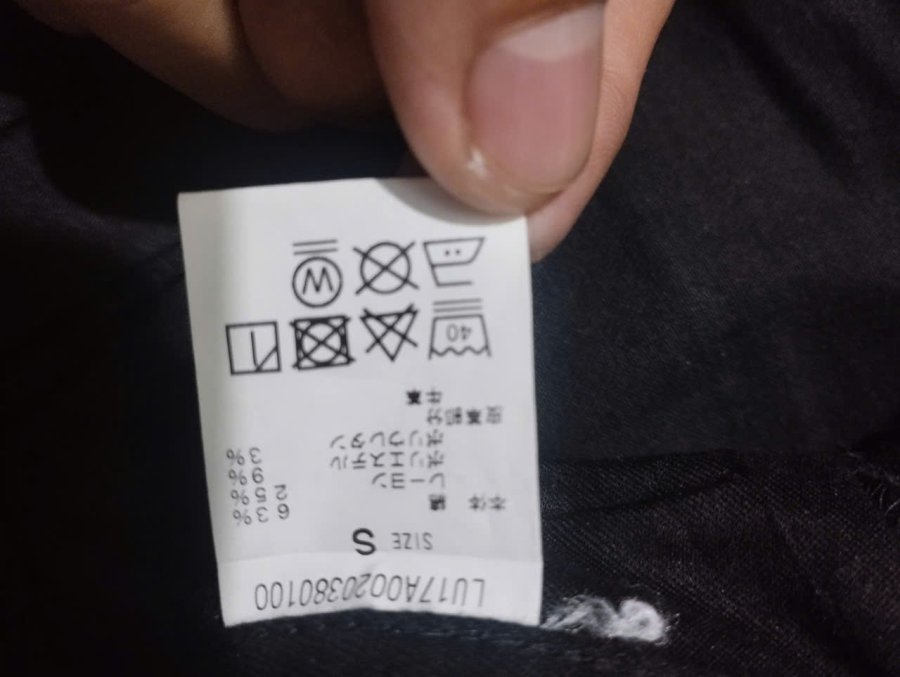 LU17A0020380100
SIZE S
本体 綿 63%
レーヨン 25%
ポリエステル 9%
ポリウレタン 3%
皮革部分
牛革
40
W